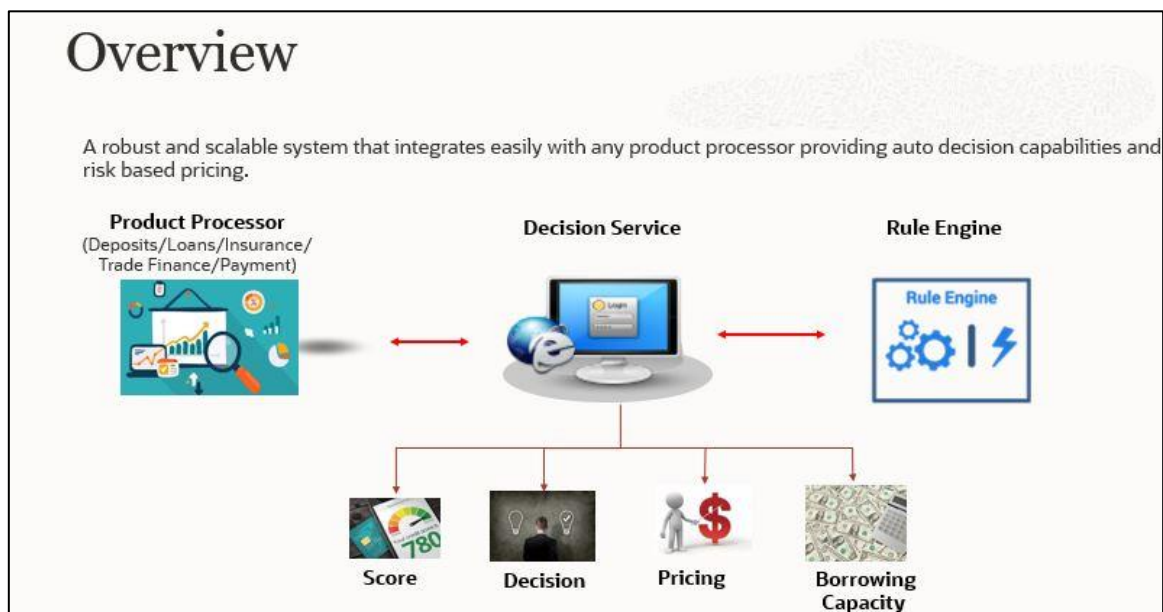 Overview
A robust and scalable system that integrates easily with any product processor providing auto decision capabilities and
risk based pricing.
Product Processor
(Deposits/Loans/Insurance/
Trade Finance/Payment)
Decision Service
Rule Engine
Login
Rule Engine
780
Score
Decision
Pricing
Borrowing
Capacity